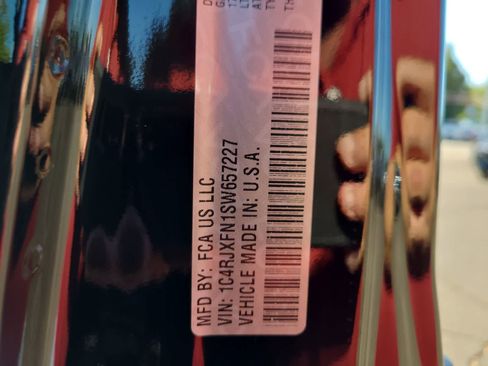 MFD BY: FCA US LLC
VIN: 1C4RJXFN1SW657227
VEHICLE MADE IN: U.S.A.